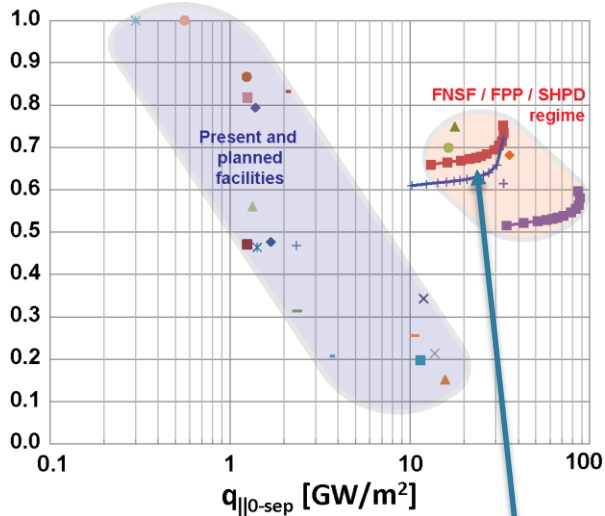 1.0
0.9
0.8
0.7
0.6
0.5
0.4
0.3
0.2
0.1
0.0
FNSF / FPP / SHPD
regime
Present and
planned
facilities
0.1
1
10
100
q||0-sep [GW/m²]